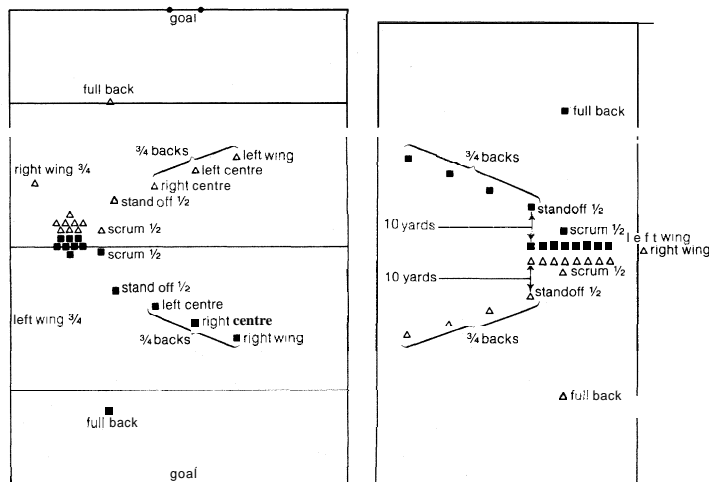 goal
full back
¾ backs
left wing
left centre
right wing ¾
right centre
stand off ½
scrum ½
scrum ½
stand off ½
left centre
left wing ¾
right centre
¾ backs
right wing
full back
goal
full back
¾ backs
standoff ½
10 yards
scrum ½
left wing
right wing
scrum ½
10 yards
standoff ½
¾ backs
full back